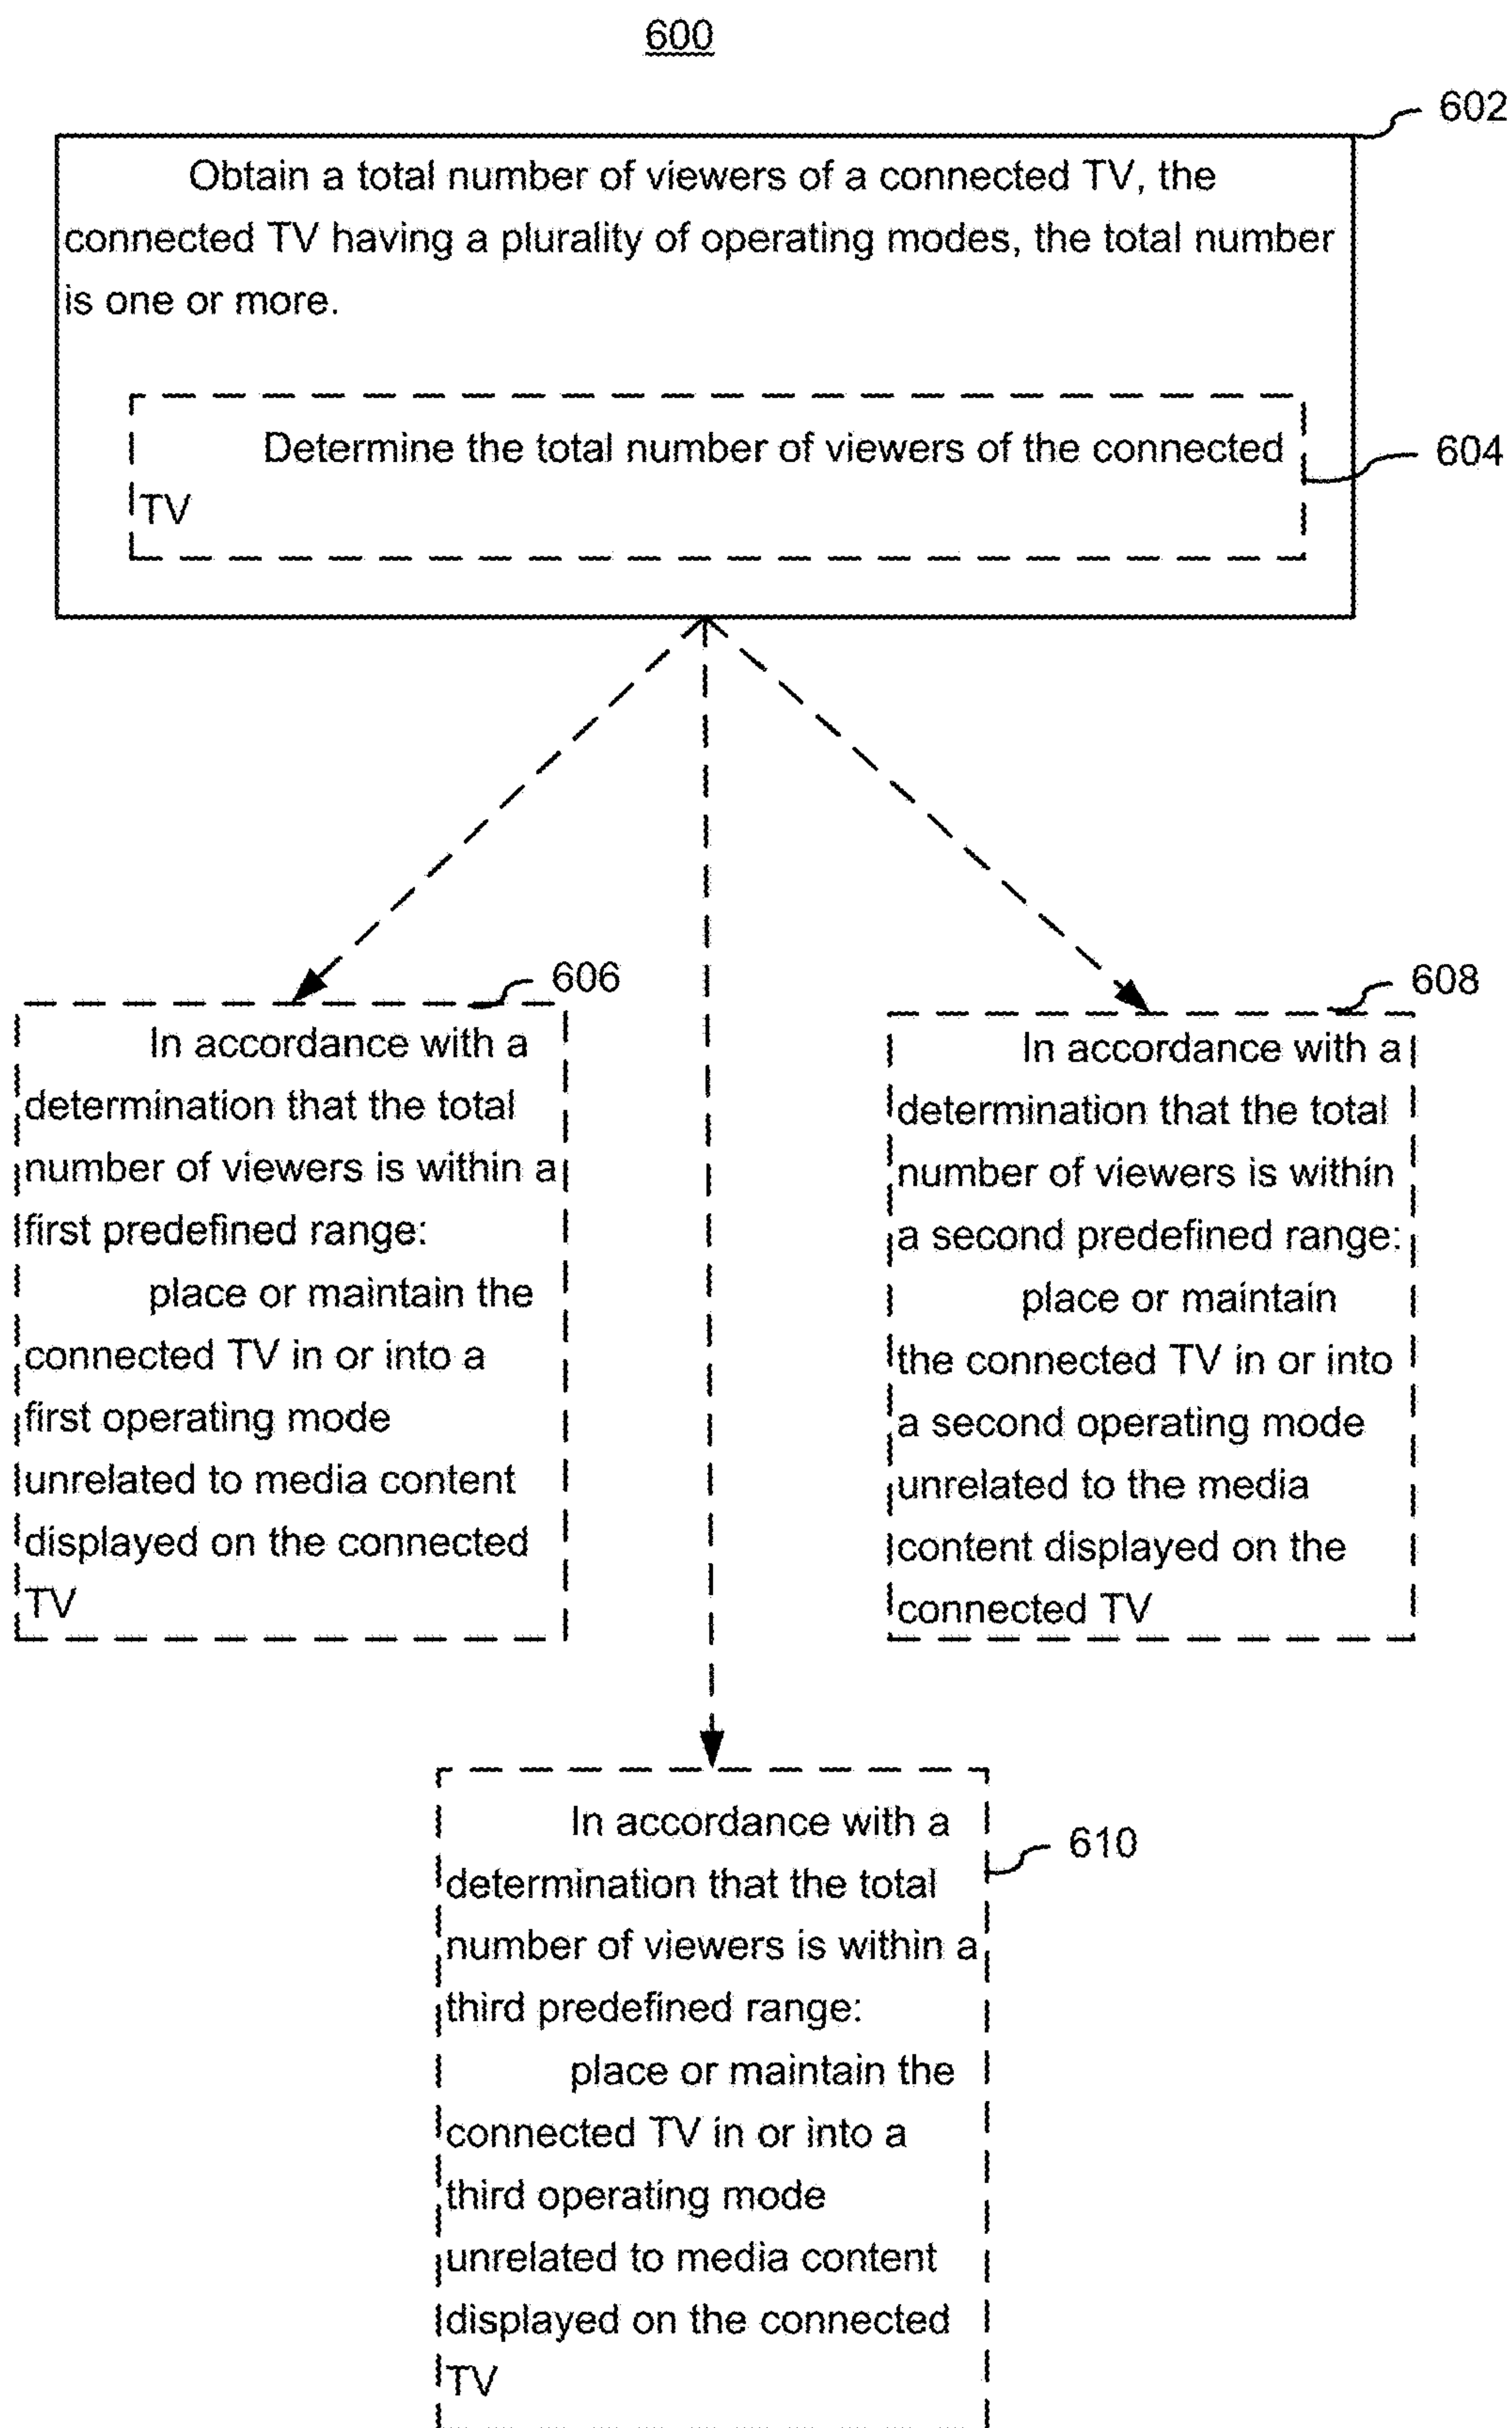 600
602
Obtain a total number of viewers of a connected TV, the
connected TV having a plurality of operating modes, the total number
is one or more.
Determine the total number of viewers of the connected
TV
604
606
In accordance with a
determination that the total
number of viewers is within a
first predefined range:
place or maintain the
connected TV in or into a
first operating mode
unrelated to media content
displayed on the connected
TV
608
In accordance with a
determination that the total
number of viewers is within
a second predefined range:
place or maintain
the connected TV in or into
a second operating mode
unrelated to the media
content displayed on the
connected TV
610
In accordance with a
determination that the total
number of viewers is within a
third predefined range:
place or maintain the
connected TV in or into a
third operating mode
unrelated to media content
displayed on the connected
TV